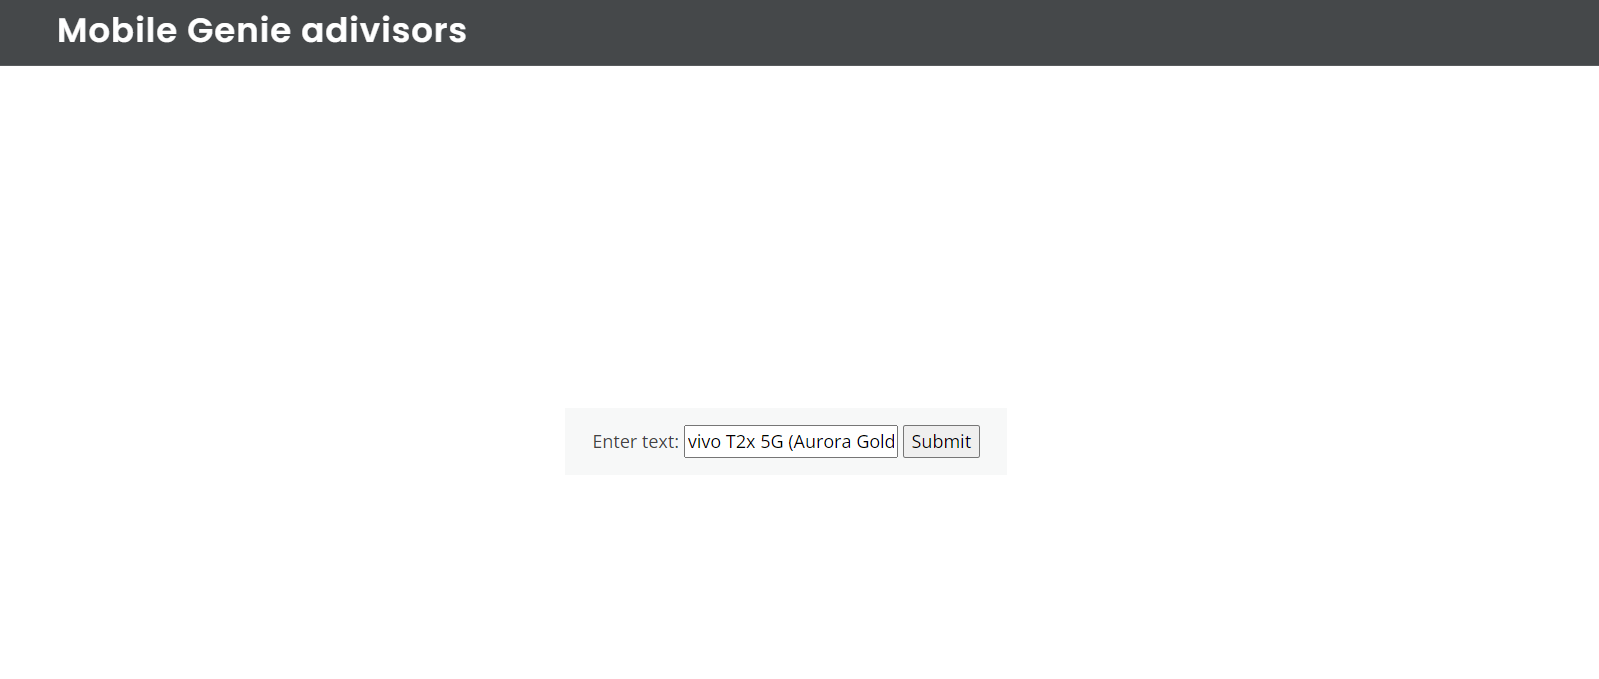 Mobile Genie adivisors
Enter text: vivo T2x 5G (Aurora Gold Submit